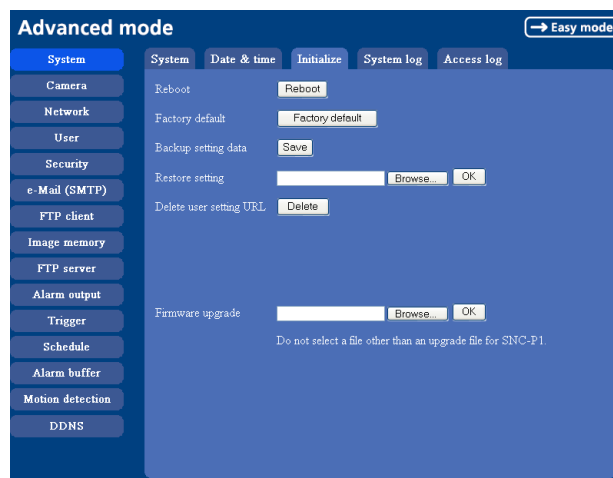 Advanced mode
→ Easy mode
System
Camera
Network
User
Security
e-Mail (SMTP)
FTP client
Image memory
FTP server
Alarm output
Trigger
Schedule
Alarm buffer
Motion detection
DDNS
System Date & time Initialize System log Access log
Reboot Reboot
Factory default Factory default
Backup setting data Save
Restore setting Browse... OK
Delete user setting URL Delete
Firmware upgrade Browse... OK
Do not select a file other than an upgrade file for SNC-P1.